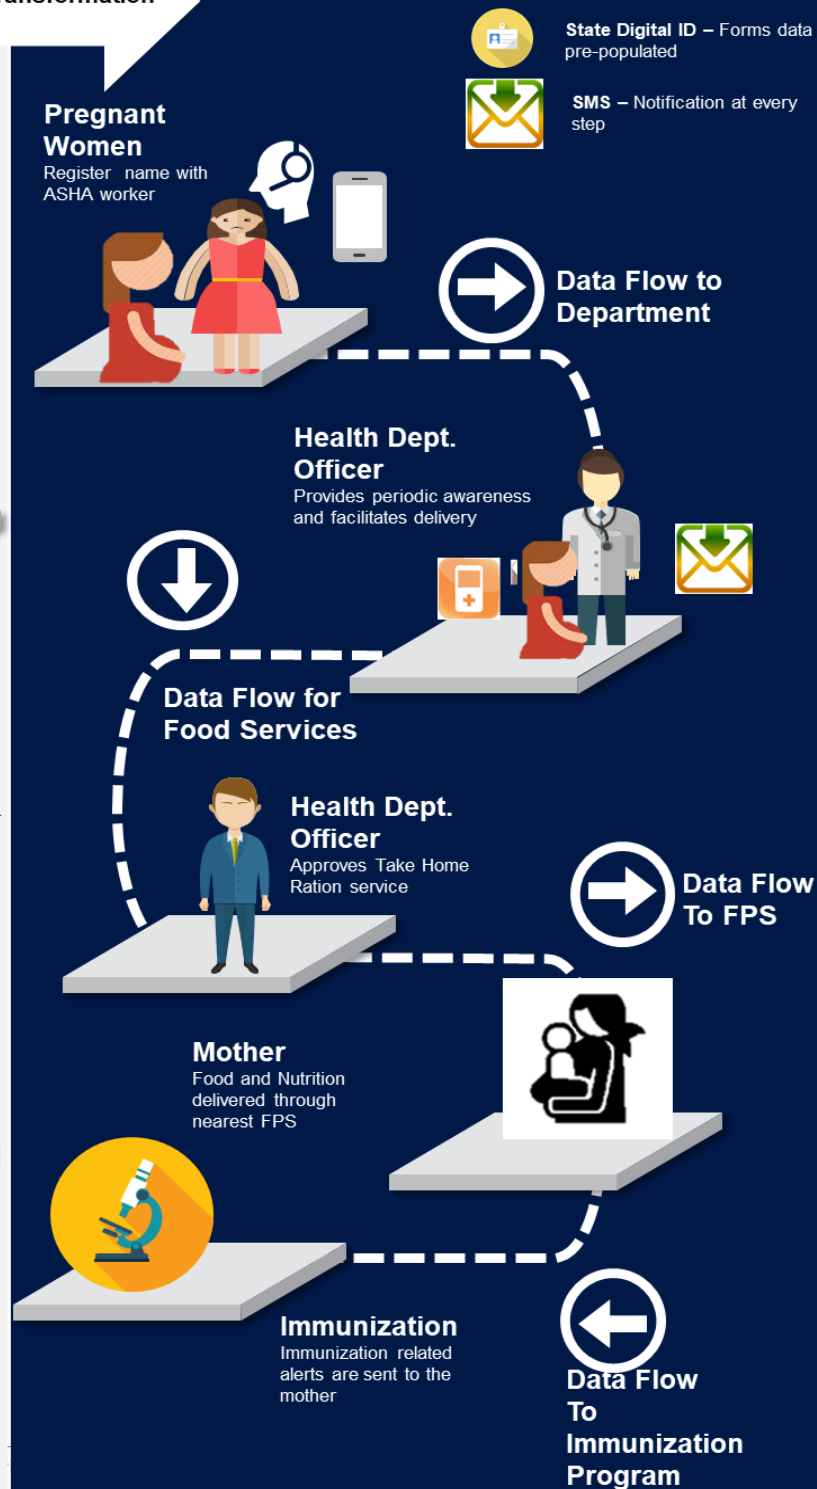 State Digital ID – Forms data
pre-populated
SMS – Notification at every
step
Pregnant
Women
Register name with
ASHA worker
Data Flow to
Department
Health Dept.
Officer
Provides periodic awareness
and facilitates delivery
Data Flow for
Food Services
Health Dept.
Officer
Approves Take Home
Ration service
Data Flow
To FPS
Mother
Food and Nutrition
delivered through
nearest FPS
Immunization
Immunization related
alerts are sent to the
mother
Data Flow
To
Immunization
Program